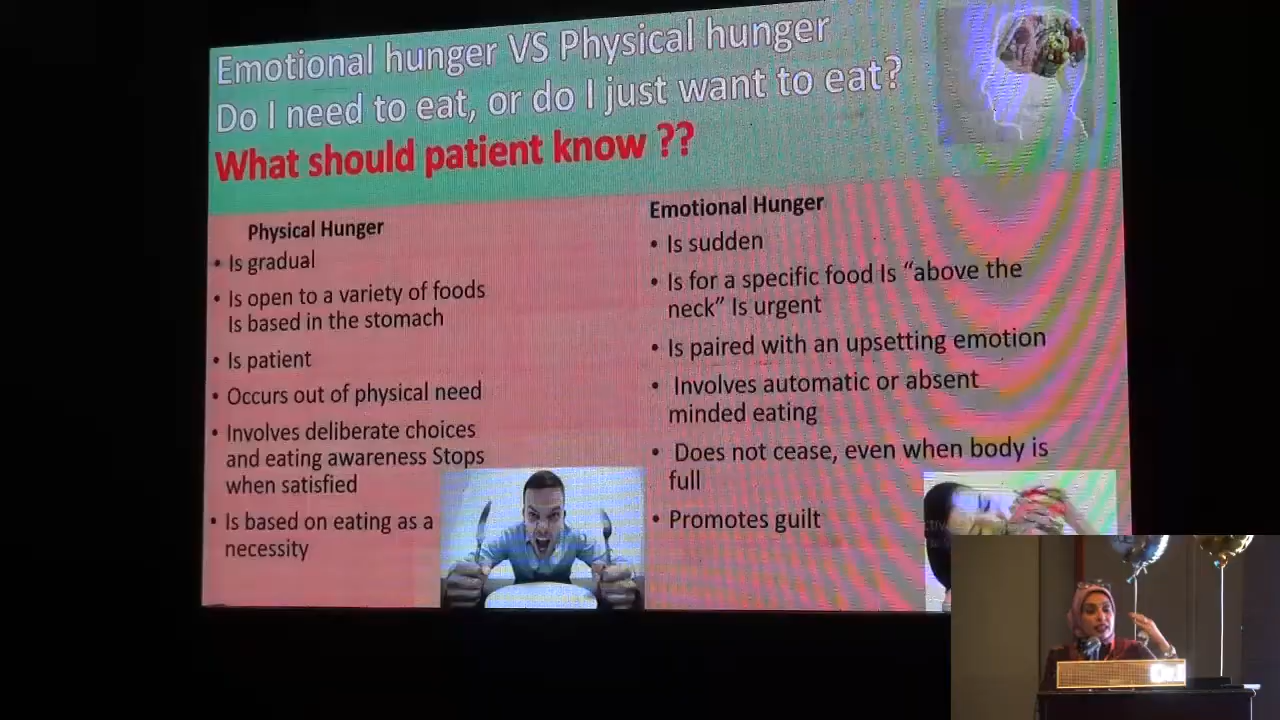 Emotional hunger VS Physical hunger
Do I need to eat, or do I just want to eat?
What should patient know ??
Physical Hunger
• Is gradual
• Is open to a variety of foods
Is based in the stomach
• Is patient
• Occurs out of physical need
• Involves deliberate choices
and eating awareness Stops
when satisfied
• Is based on eating as a
necessity
Emotional Hunger
• Is sudden
• Is for a specific food Is “above the
neck” Is urgent
• Is paired with an upsetting emotion
• Involves automatic or absent
minded eating
• Does not cease, even when body is
full
• Promotes guilt